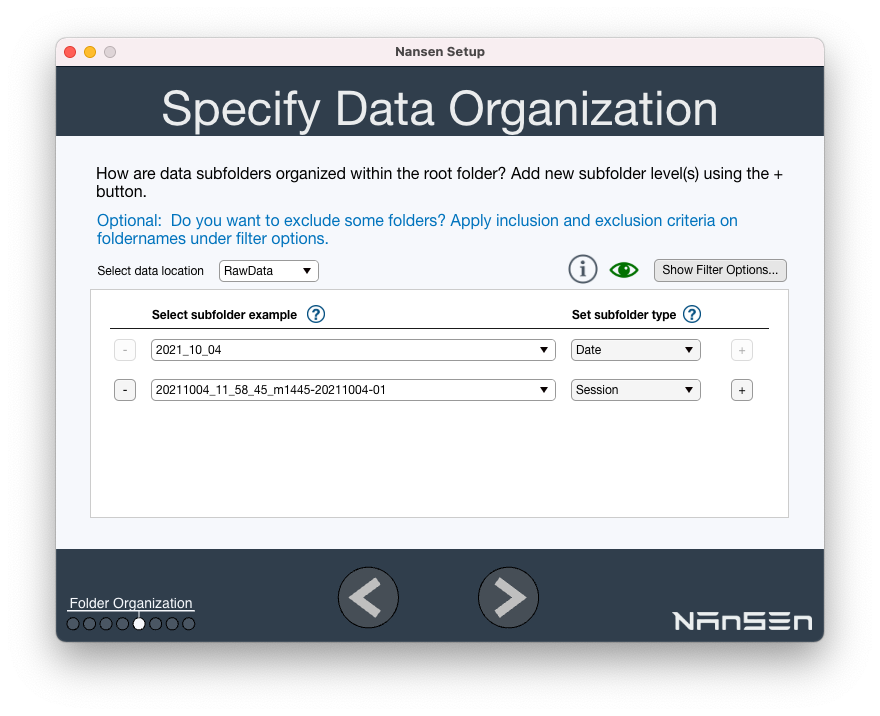 Nansen Setup
Specify Data Organization
How are data subfolders organized within the root folder? Add new subfolder level(s) using the +
button.
Optional:  Do you want to exclude some folders? Apply inclusion and exclusion criteria on
foldernames under filter options.
Select data location RawData ▼ i Show Filter Options...
Select subfolder example ? Set subfolder type ?
- 2021_10_04 ▼ Date ▼ +
- 20211004_11_58_45_m1445-20211004-01 ▼ Session ▼ +
Folder Organization
NANSEN